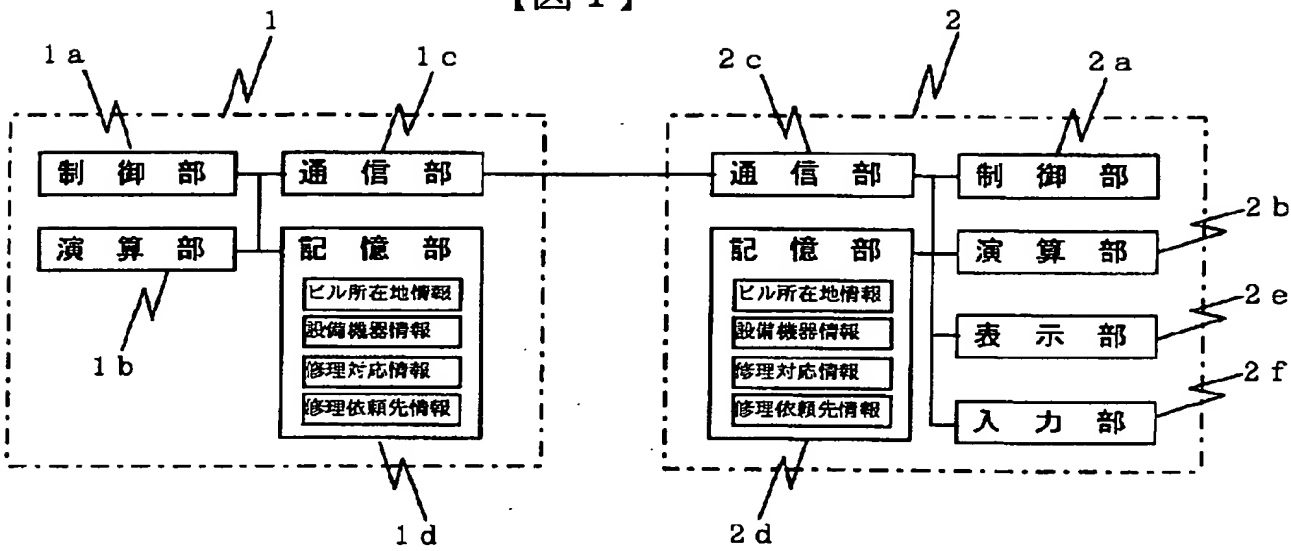 【図1】
1
2
1a
1c
2c
2a
制御部
通信部
通信部
制御部
演算部
記憶部
記憶部
演算部
2b
ビル所在地情報
設備機器情報
修理対応情報
修理依頼先情報
ビル所在地情報
設備機器情報
修理対応情報
修理依頼先情報
表示部
2e
入力部
2f
1b
1d
2d